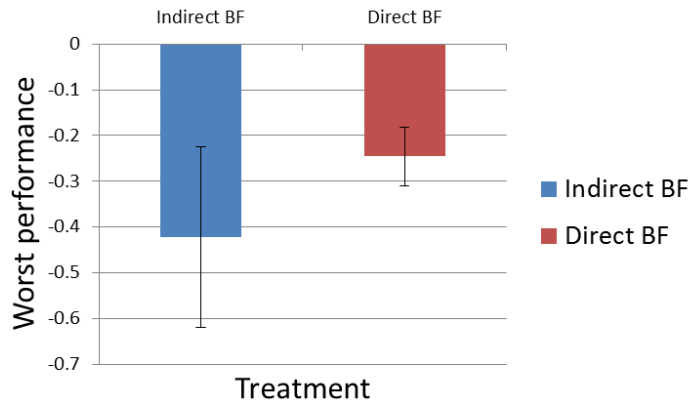 Indirect BF Direct BF
0
-0.1
-0.2
-0.3
-0.4
-0.5
-0.6
-0.7
Worst performance
Treatment
Indirect BF
Direct BF